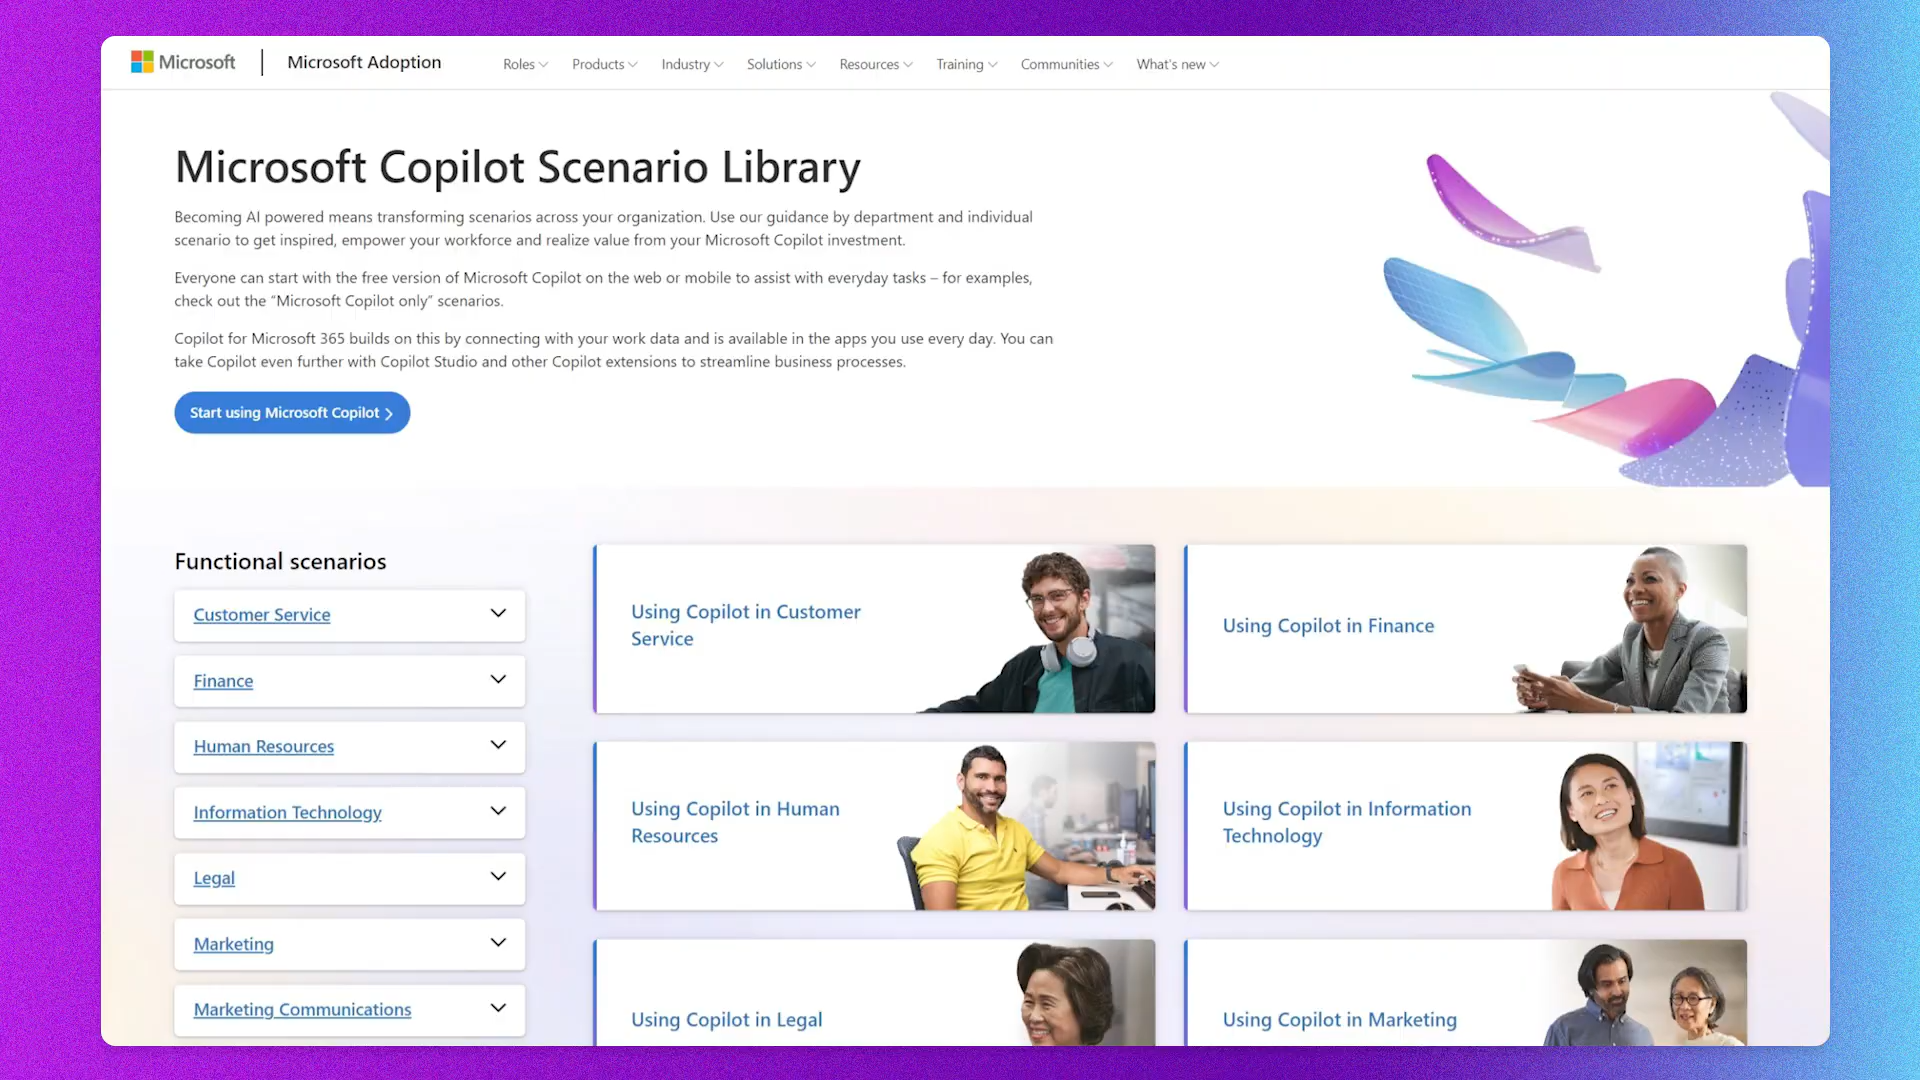 Microsoft
Microsoft Adoption
Roles
Products
Industry
Solutions
Resources
Training
Communities
What's new
Microsoft Copilot Scenario Library
Becoming AI powered means transforming scenarios across your organization. Use our guidance by department and individual
scenario to get inspired, empower your workforce and realize value from your Microsoft Copilot investment.
Everyone can start with the free version of Microsoft Copilot on the web or mobile to assist with everyday tasks – for examples,
check out the “Microsoft Copilot only” scenarios.
Copilot for Microsoft 365 builds on this by connecting with your work data and is available in the apps you use every day. You can
take Copilot even further with Copilot Studio and other Copilot extensions to streamline business processes.
Start using Microsoft Copilot
Functional scenarios
Customer Service
Finance
Human Resources
Information Technology
Legal
Marketing
Marketing Communications
Using Copilot in Customer
Service
Using Copilot in Finance
Using Copilot in Human
Resources
Using Copilot in Information
Technology
Using Copilot in Legal
Using Copilot in Marketing